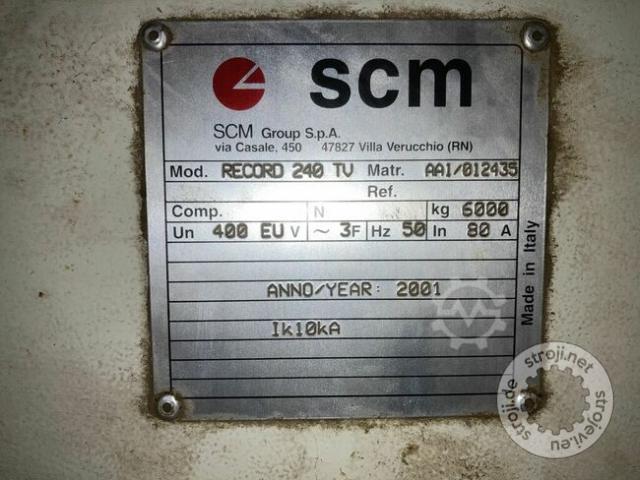 scm
SCM Group S.p.A.
via Casale, 450 47827 Villa Verucchio (RN)
Mod. RECORD 240 TV Matr. AA1/012435
Ref.
Comp. N kg 6000
Un 400 EU V ~ 3F Hz 50 In 80 A
ANNO/YEAR: 2001
Ik10kA
Made in Italy
stroji.de
stroji.net
strojevi.eu